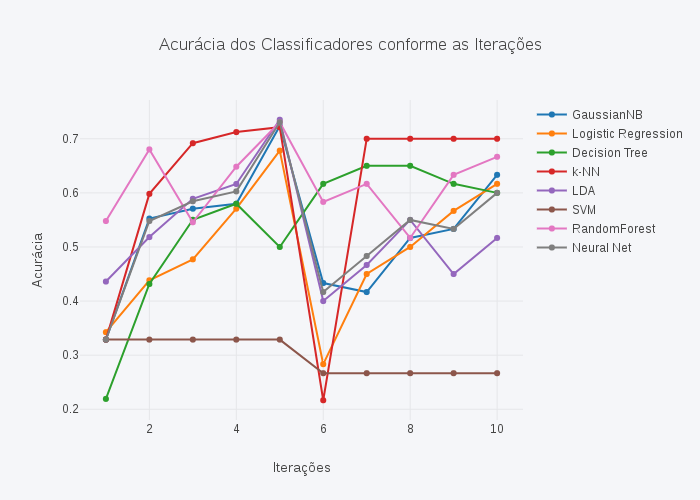 Acurácia dos Classificadores conforme as Iterações
GaussianNB
Logistic Regression
Decision Tree
k-NN
LDA
SVM
RandomForest
Neural Net
0.7
0.6
0.5
0.4
0.3
0.2
Acurácia
2 4 6 8 10
Iterações